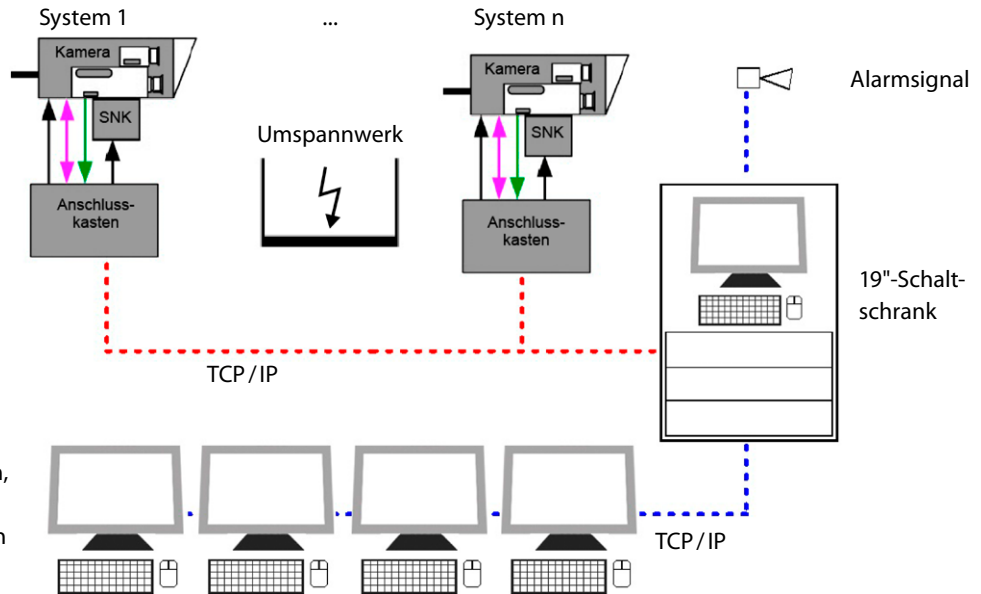 System 1
...
System n
Kamera
SNK
Anschluss-
kasten
Umspannwerk
Kamera
SNK
Anschluss-
kasten
Alarmsignal
19"-Schalt-
schrank
TCP / IP
TCP / IP